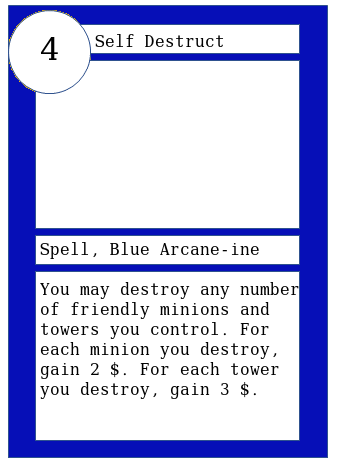 4
Self Destruct
Spell, Blue Arcane-ine
You may destroy any number
of friendly minions and
towers you control. For
each minion you destroy,
gain 2 $. For each tower
you destroy, gain 3 $.